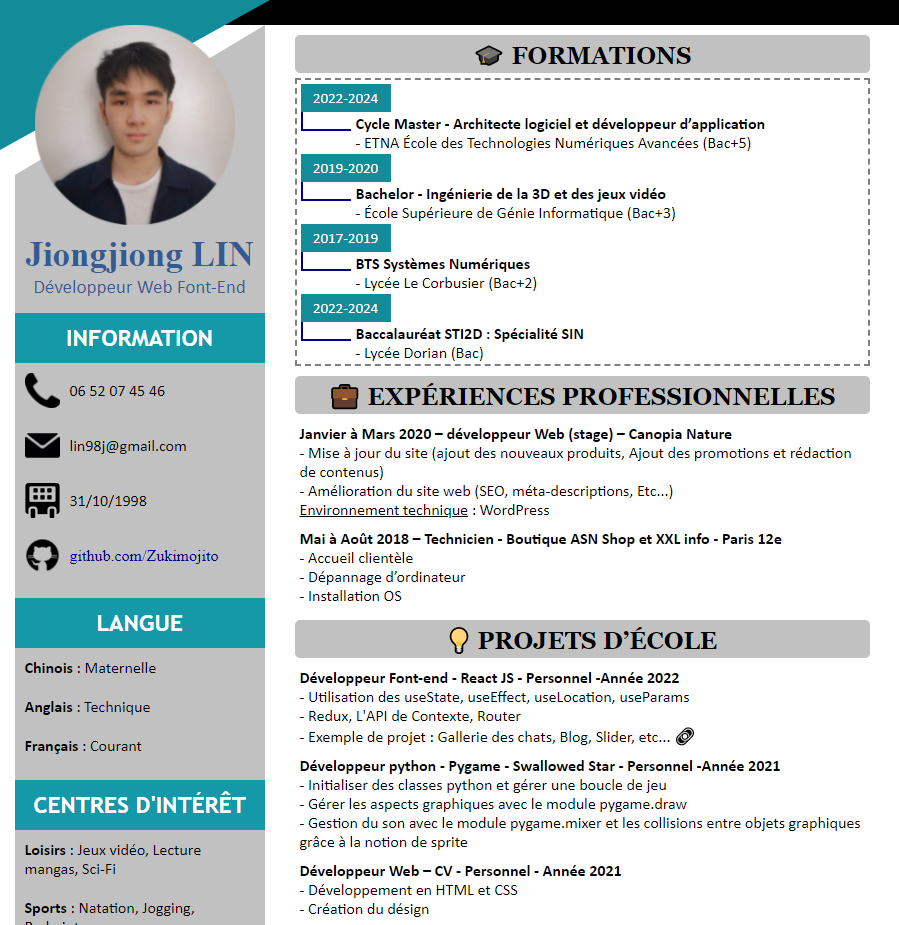 Jiongjiong LIN
Développeur Web Font-End
INFORMATION
06 52 07 45 46
lin98j@gmail.com
31/10/1998
github.com/Zukimojito
LANGUE
Chinois : Maternelle
Anglais : Technique
Français : Courant
CENTRES D'INTÉRÊT
Loisirs : Jeux vidéo, Lecture
mangas, Sci-Fi
Sports : Natation, Jogging,
FORMATIONS
2022-2024
Cycle Master - Architecte logiciel et développeur d’application
- ETNA École des Technologies Numériques Avancées (Bac+5)
2019-2020
Bachelor - Ingénierie de la 3D et des jeux vidéo
- École Supérieure de Génie Informatique (Bac+3)
2017-2019
BTS Systèmes Numériques
- Lycée Le Corbusier (Bac+2)
2022-2024
Baccalauréat STI2D : Spécialité SIN
- Lycée Dorian (Bac)
EXPÉRIENCES PROFESSIONNELLES
Janvier à Mars 2020 – développeur Web (stage) – Canopia Nature
- Mise à jour du site (ajout des nouveaux produits, Ajout des promotions et rédaction
de contenus)
- Amélioration du site web (SEO, méta-descriptions, Etc...)
Environnement technique : WordPress
Mai à Août 2018 – Technicien - Boutique ASN Shop et XXL info - Paris 12e
- Accueil clientèle
- Dépannage d’ordinateur
- Installation OS
PROJETS D’ÉCOLE
Développeur Font-end - React JS - Personnel -Année 2022
- Utilisation des useState, useEffect, useLocation, useParams
- Redux, L'API de Contexte, Router
- Exemple de projet : Gallerie des chats, Blog, Slider, etc...
Développeur python - Pygame - Swallowed Star - Personnel -Année 2021
- Initialiser des classes python et gérer une boucle de jeu
- Gérer les aspects graphiques avec le module pygame.draw
- Gestion du son avec le module pygame.mixer et les collisions entre objets graphiques
grâce à la notion de sprite
Développeur Web – CV - Personnel - Année 2021
- Développement en HTML et CSS
- Création du désign